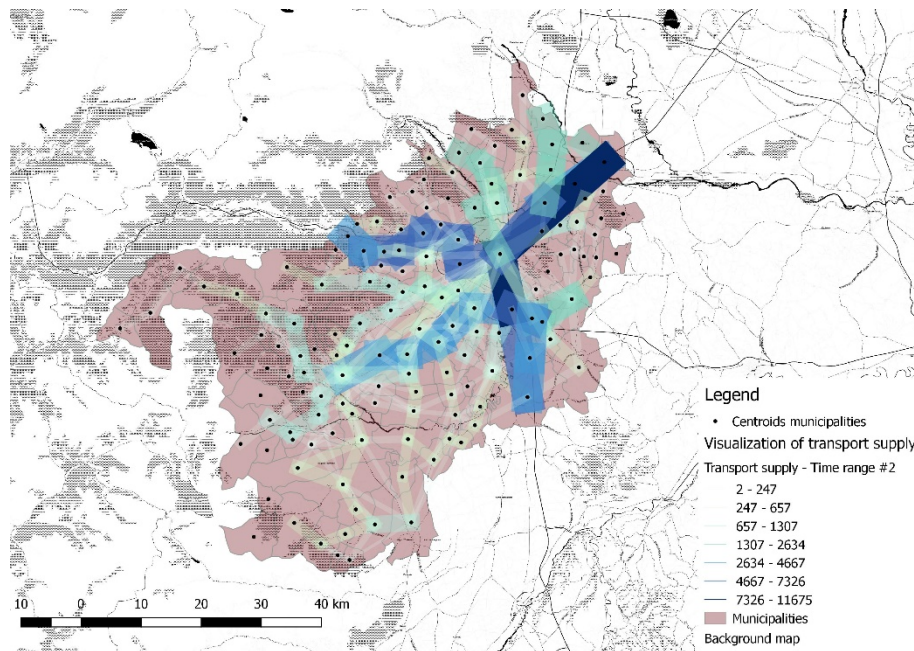 Legend
Centroids municipalities
Visualization of transport supply
Transport supply - Time range #2
2 - 247
247 - 657
657 - 1307
1307 - 2634
2634 - 4667
4667 - 7326
7326 - 11675
Municipalities
Background map
10 0 10 20 30 40 km